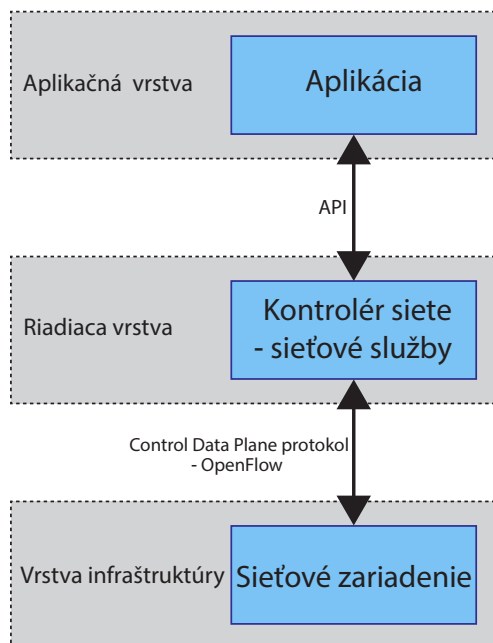 Aplikačná vrstva
Aplikácia
API
Riadiaca vrstva
Kontrolér siete
- sieťové služby
Control Data Plane protokol
- OpenFlow
Vrstva infraštruktúry
Sieťové zariadenie